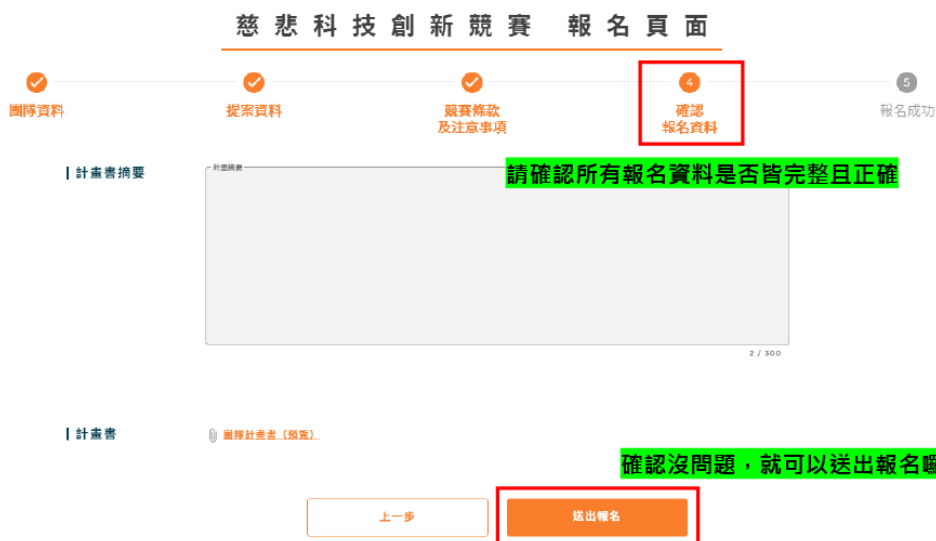 慈悲科技創新競賽 報名頁面
4
5
團隊資料
提案資料
競賽條款
及注意事項
確認
報名資料
報名成功
請確認所有報名資料是否皆完整且正確
計畫書摘要
計畫摘要
2 / 300
計畫書
團隊計畫書（預覽）
確認沒問題，就可以送出報名囉
上一步
送出報名